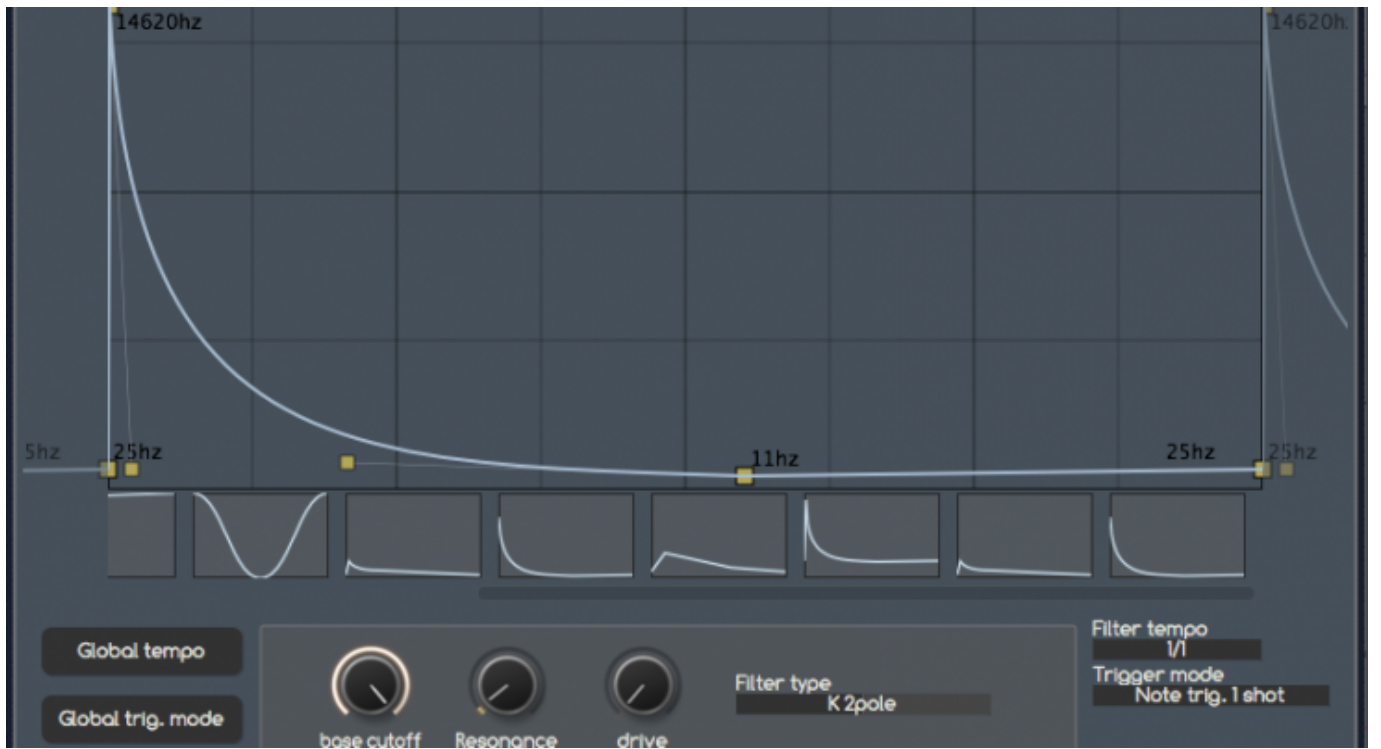 14620hz
14620h
5hz
25hz
11hz
25hz
25hz
Global tempo
Global trig. mode
base cutoff
Resonance
drive
Filter type
K 2pole
Filter tempo
1/1
Trigger mode
Note trig. 1 shot